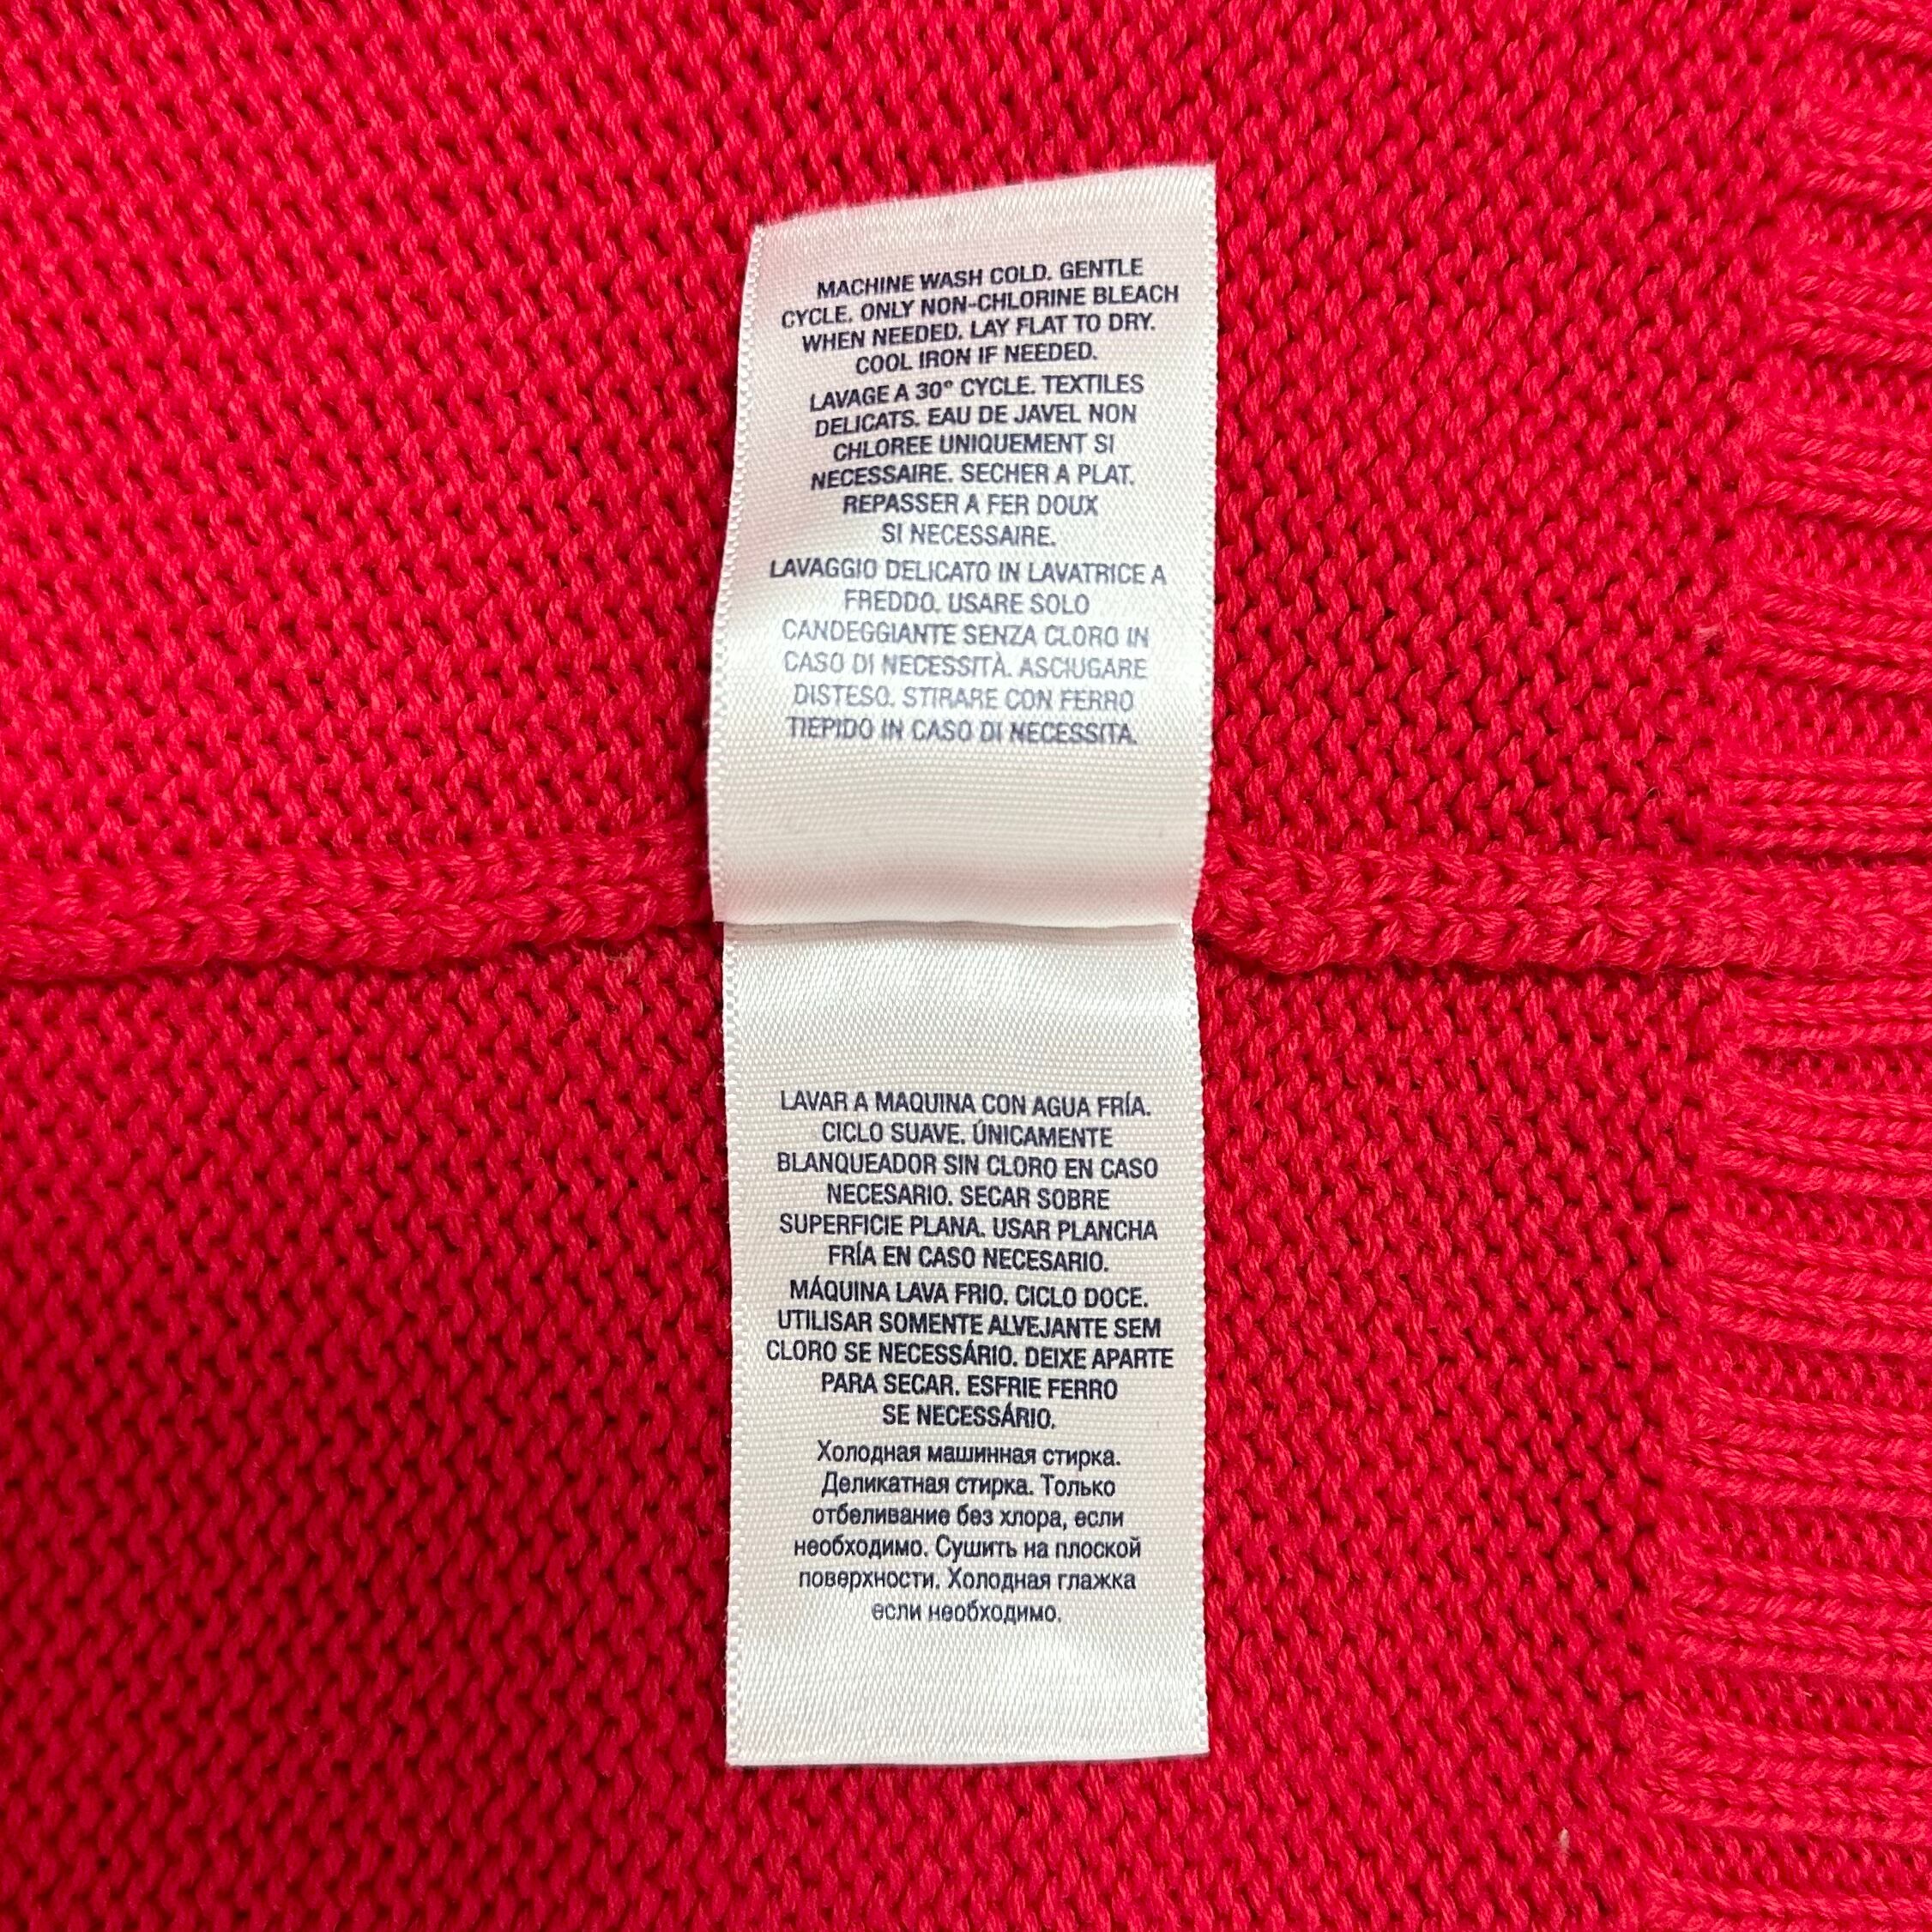 MACHINE WASH COLD. GENTLE
CYCLE. ONLY NON-CHLORINE BLEACH
WHEN NEEDED. LAY FLAT TO DRY.
COOL IRON IF NEEDED.
LAVAGE A 30° CYCLE. TEXTILES
DELICATS. EAU DE JAVEL NON
CHLOREE UNIQUEMENT SI
NECESSAIRE. SECHER A PLAT.
REPASSER A FER DOUX
SI NECESSAIRE.
LAVAGGIO DELICATO IN LAVATRICE A
FREDDO. USARE SOLO
CANDEGGIANTE SENZA CLORO IN
CASO DI NECESSITÀ. ASCIUGARE
DISTESO. STIRARE CON FERRO
TIEPIDO IN CASO DI NECESSITA.
LAVAR A MAQUINA CON AGUA FRÍA.
CICLO SUAVE. ÚNICAMENTE
BLANQUEADOR SIN CLORO EN CASO
NECESARIO. SECAR SOBRE
SUPERFICIE PLANA. USAR PLANCHA
FRÍA EN CASO NECESARIO.
MÁQUINA LAVA FRIO. CICLO DOCE.
UTILISAR SOMENTE ALVEJANTE SEM
CLORO SE NECESSÁRIO. DEIXE APARTE
PARA SECAR. ESFRIE FERRO
SE NECESSÁRIO.
Холодная машинная стирка.
Деликатная стирка. Только
отбеливание без хлора, если
необходимо. Сушить на плоской
поверхности. Холодная глажка
если необходимо.